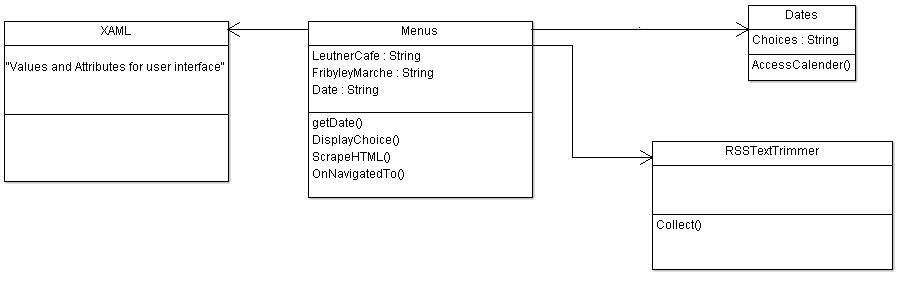 XAML
"Values and Attributes for user interface"
Menus
LeutnerCafe : String
FribyleyMarche : String
Date : String
getDate()
DisplayChoice()
ScrapeHTML()
OnNavigatedTo()
Dates
Choices : String
AccessCalender()
RSSTextTrimmer
Collect()